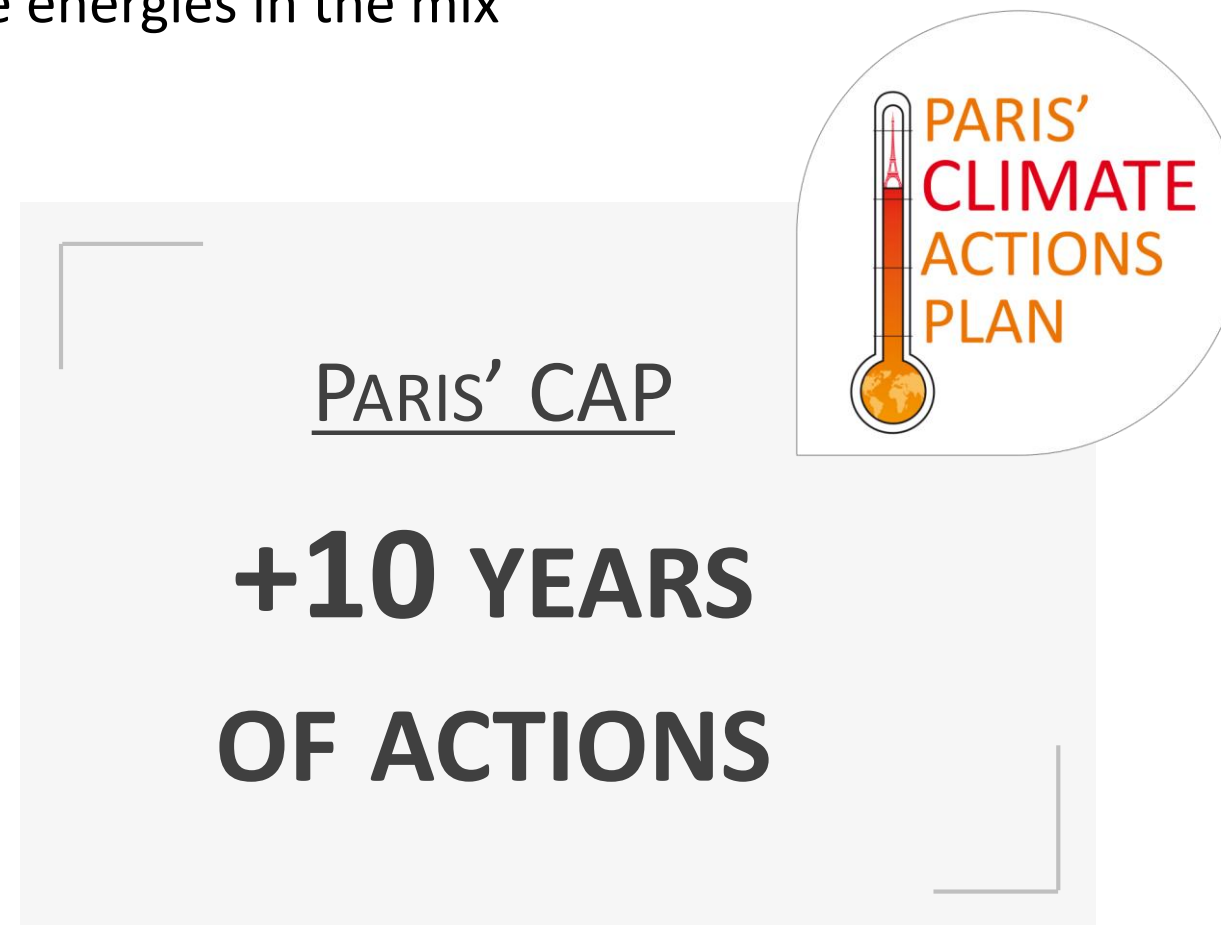 energies in the mix
PARIS’
CLIMATE
ACTIONS
PLAN
PARIS’ CAP
+10 YEARS
OF ACTIONS